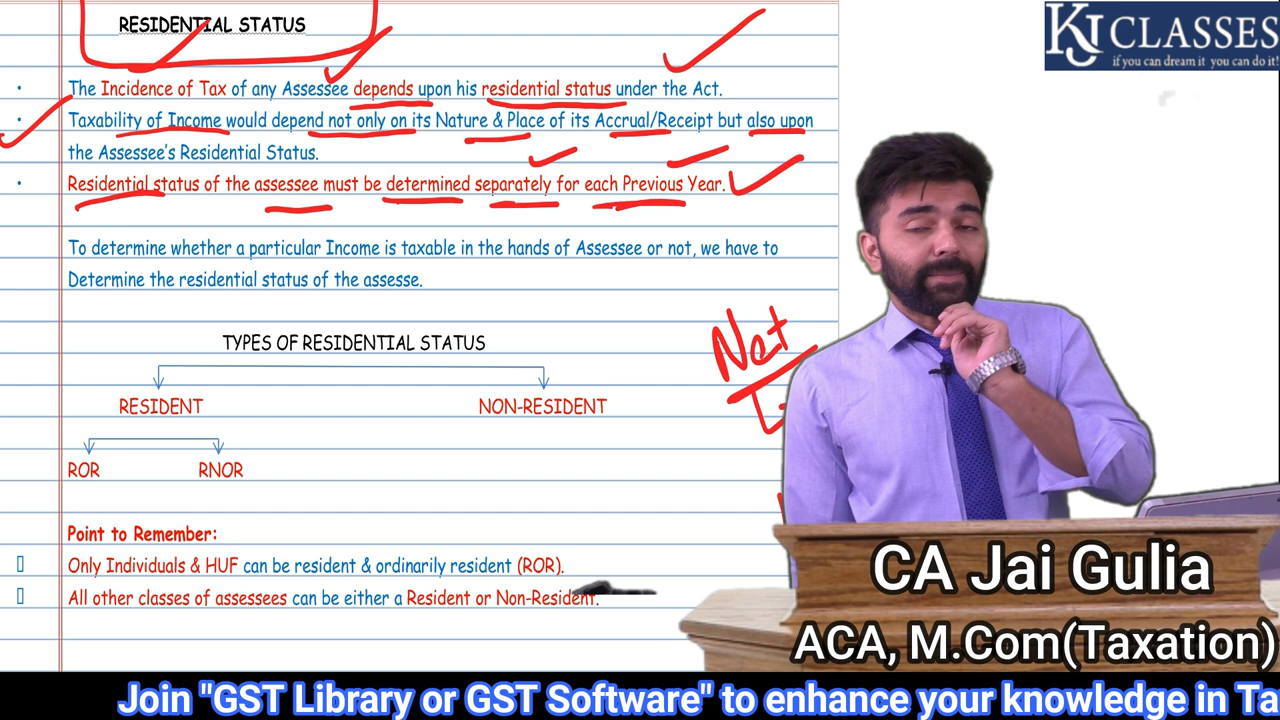 RESIDENTIAL STATUS
KJ CLASSES
if you can dream it you can do it!
· The Incidence of Tax of any Assessee depends upon his residential status under the Act.
· Taxability of Income would depend not only on its Nature & Place of its Accrual/Receipt but also upon
the Assessee's Residential Status.
· Residential status of the assessee must be determined separately for each Previous Year.
To determine whether a particular Income is taxable in the hands of Assessee or not, we have to
Determine the residential status of the assesse.
Net
TYPES OF RESIDENTIAL STATUS
RESIDENT NON-RESIDENT
ROR RNOR
Point to Remember:
Only Individuals & HUF can be resident & ordinarily resident (ROR).
All other classes of assessees can be either a Resident or Non-Resident.
CA Jai Gulia
ACA, M.Com(Taxation)
Join "GST Library or GST Software" to enhance your knowledge in Ta